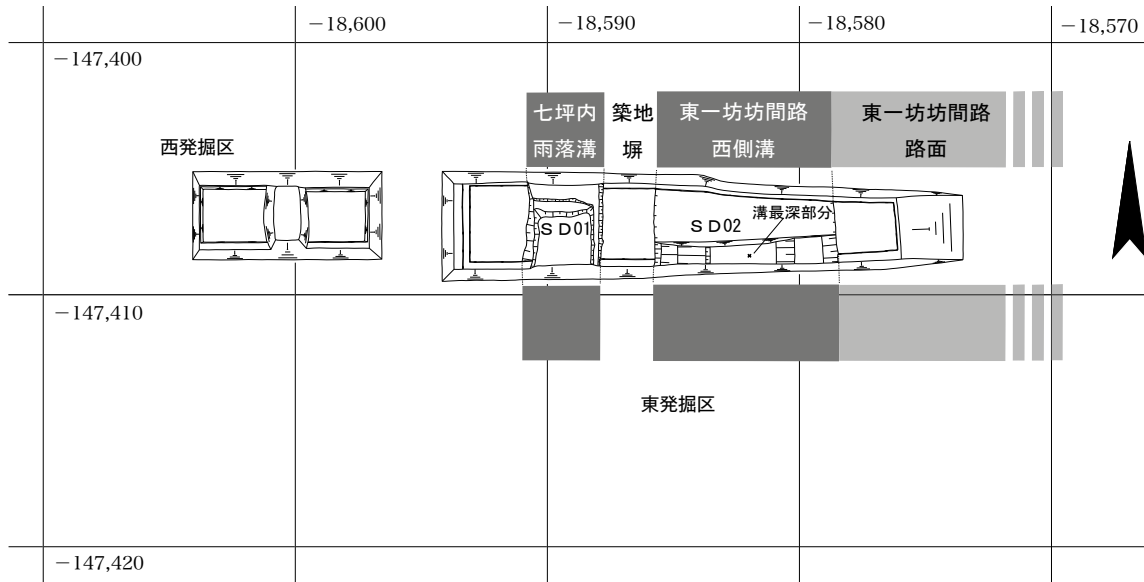 －18,600
－18,590
－18,580
－18,570
－147,400
七坪内
雨落溝
築地
塀
東一坊坊間路
西側溝
東一坊坊間路
路面
西発掘区
ＳＤ01
ＳＤ02
溝最深部分
－147,410
東発掘区
－147,420